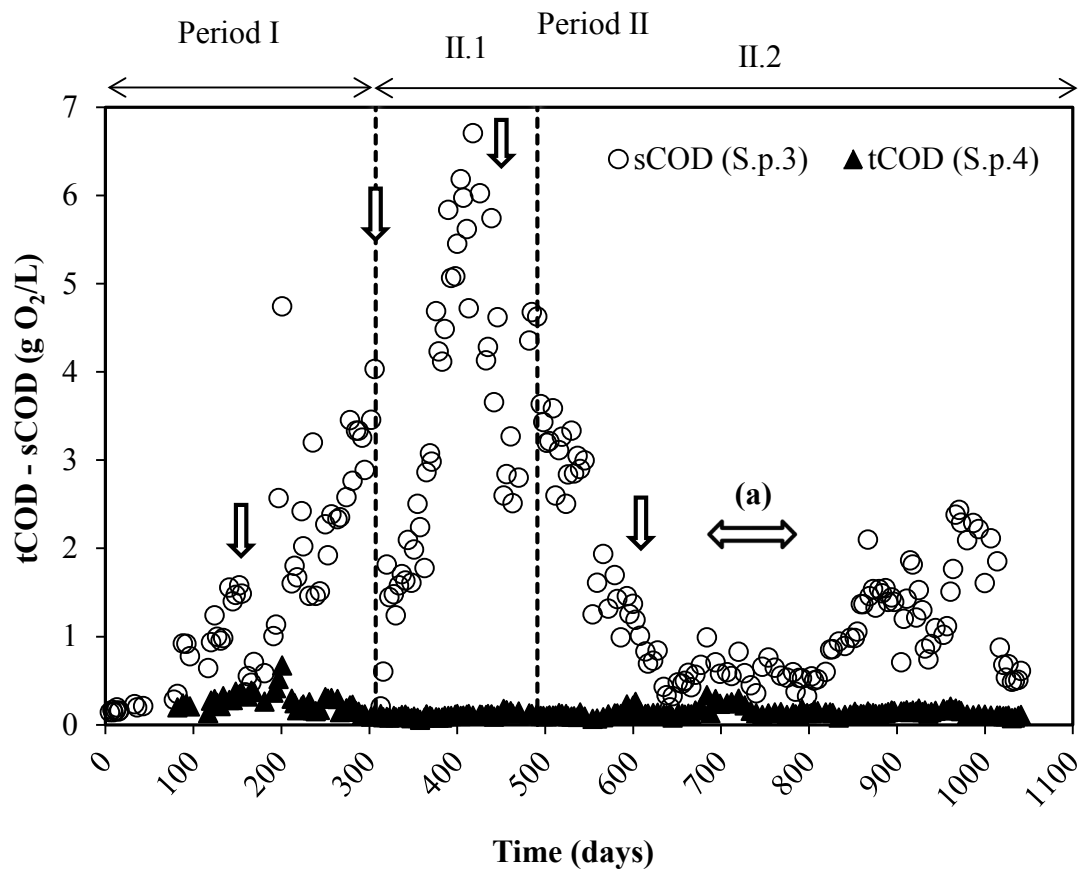 Period I
Period II
II.1
II.2
7
6
5
4
3
2
1
0
tCOD - sCOD (g O₂/L)
sCOD (S.p.3)
tCOD (S.p.4)
(a)
0
100
200
300
400
500
600
700
800
900
1000
1100
Time (days)